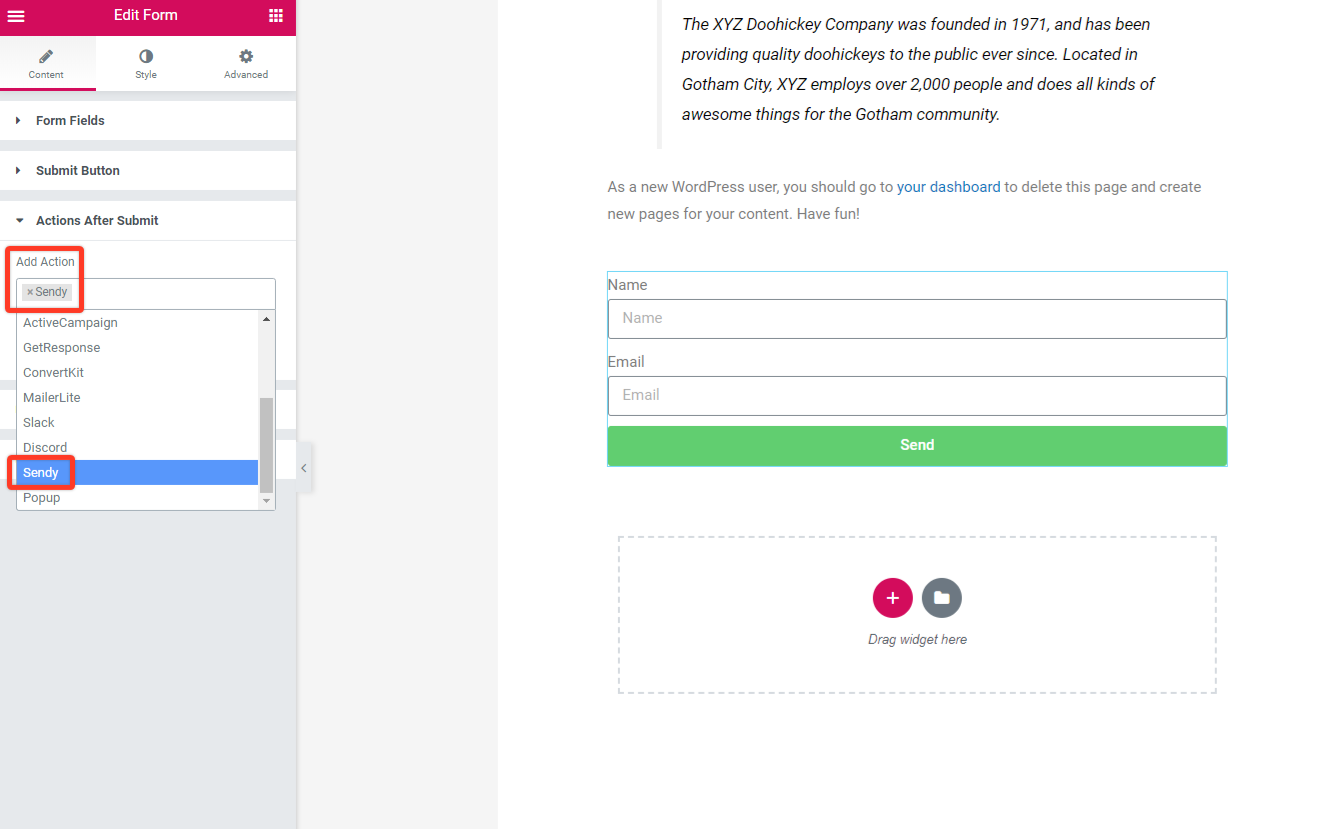 Edit Form
Content
Style
Advanced
Form Fields
Submit Button
Actions After Submit
Add Action
×Sendy
ActiveCampaign
GetResponse
ConvertKit
MailerLite
Slack
Discord
Sendy
Popup
The XYZ Doohickey Company was founded in 1971, and has been
providing quality doohickeys to the public ever since. Located in
Gotham City, XYZ employs over 2,000 people and does all kinds of
awesome things for the Gotham community.
As a new WordPress user, you should go to your dashboard to delete this page and create
new pages for your content. Have fun!
Name
Name
Email
Email
Send
Drag widget here